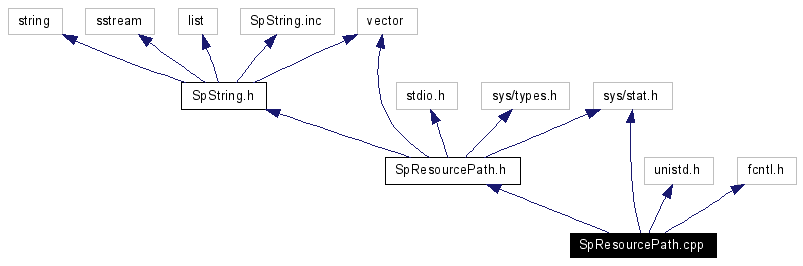 string
sstream
list
SpString.inc
vector
SpString.h
stdio.h
sys/types.h
sys/stat.h
SpResourcePath.h
unistd.h
fcntl.h
SpResourcePath.cpp